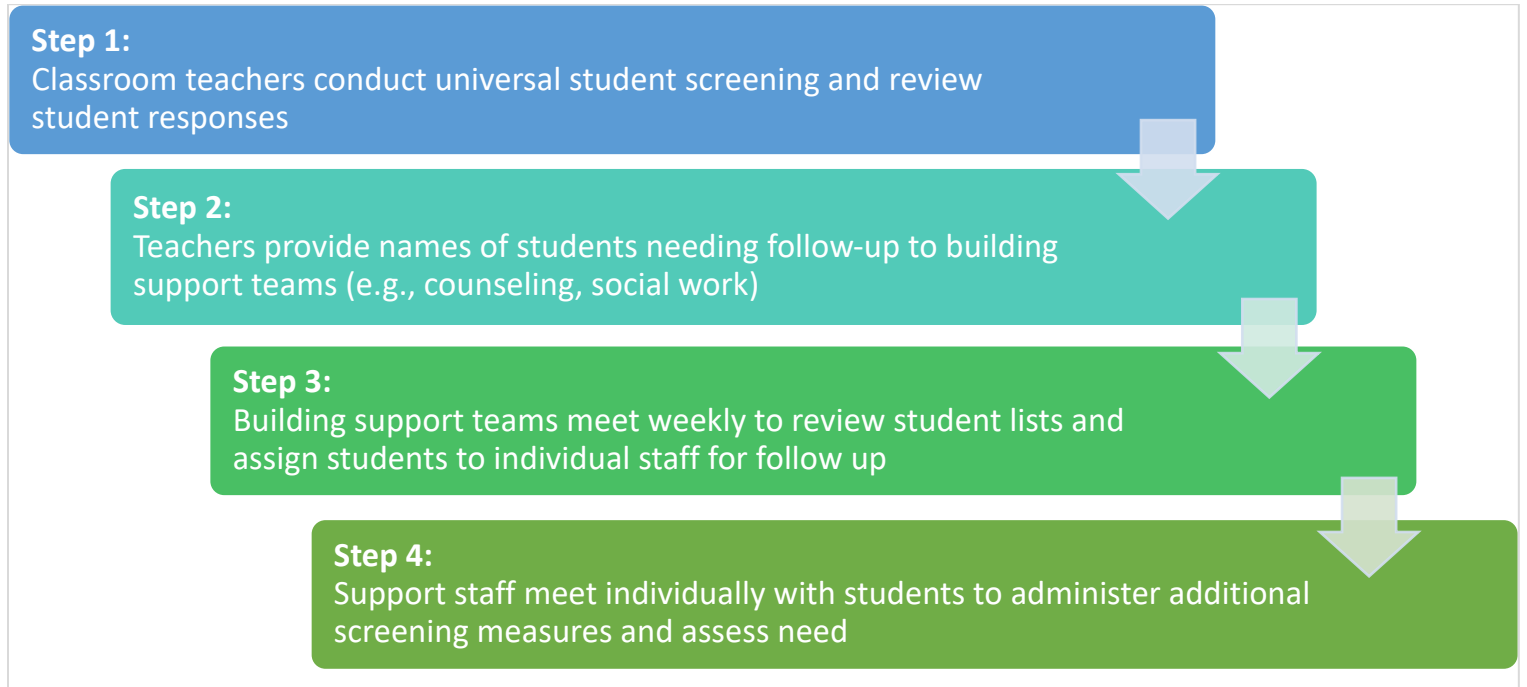 Step 1:
Classroom teachers conduct universal student screening and review
student responses
Step 2:
Teachers provide names of students needing follow-up to building
support teams (e.g., counseling, social work)
Step 3:
Building support teams meet weekly to review student lists and
assign students to individual staff for follow up
Step 4:
Support staff meet individually with students to administer additional
screening measures and assess need